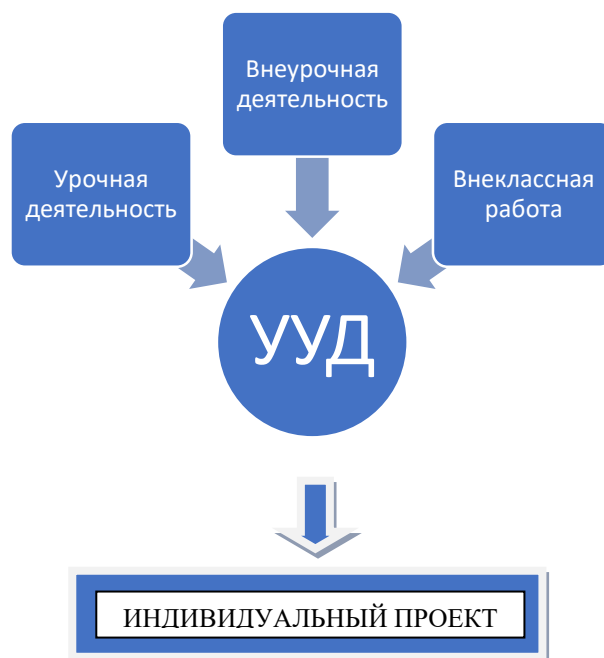 Внеурочная
деятельность
Урочная
деятельность
Внеклассная
работа
УУД
ИНДИВИДУАЛЬНЫЙ ПРОЕКТ